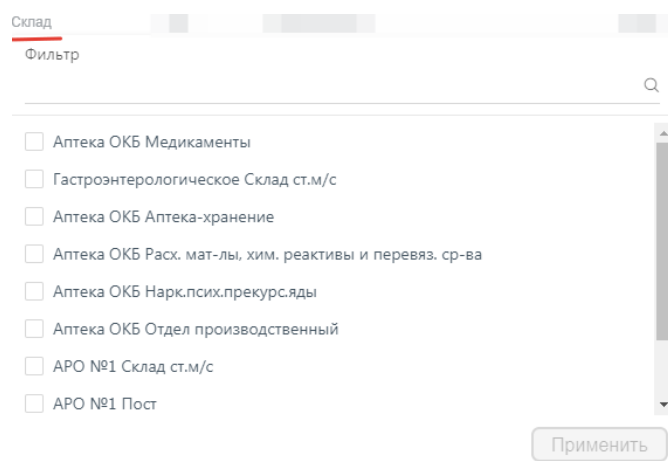 Склад
Фильтр
Аптека ОКБ Медикаменты
Гастроэнтерологическое Склад ст.м/с
Аптека ОКБ Аптека-хранение
Аптека ОКБ Расх. мат-лы, хим. реактивы и перевяз. ср-ва
Аптека ОКБ Нарк.псих.прекурс.яды
Аптека ОКБ Отдел производственный
АРО №1 Склад ст.м/с
АРО №1 Пост
Применить